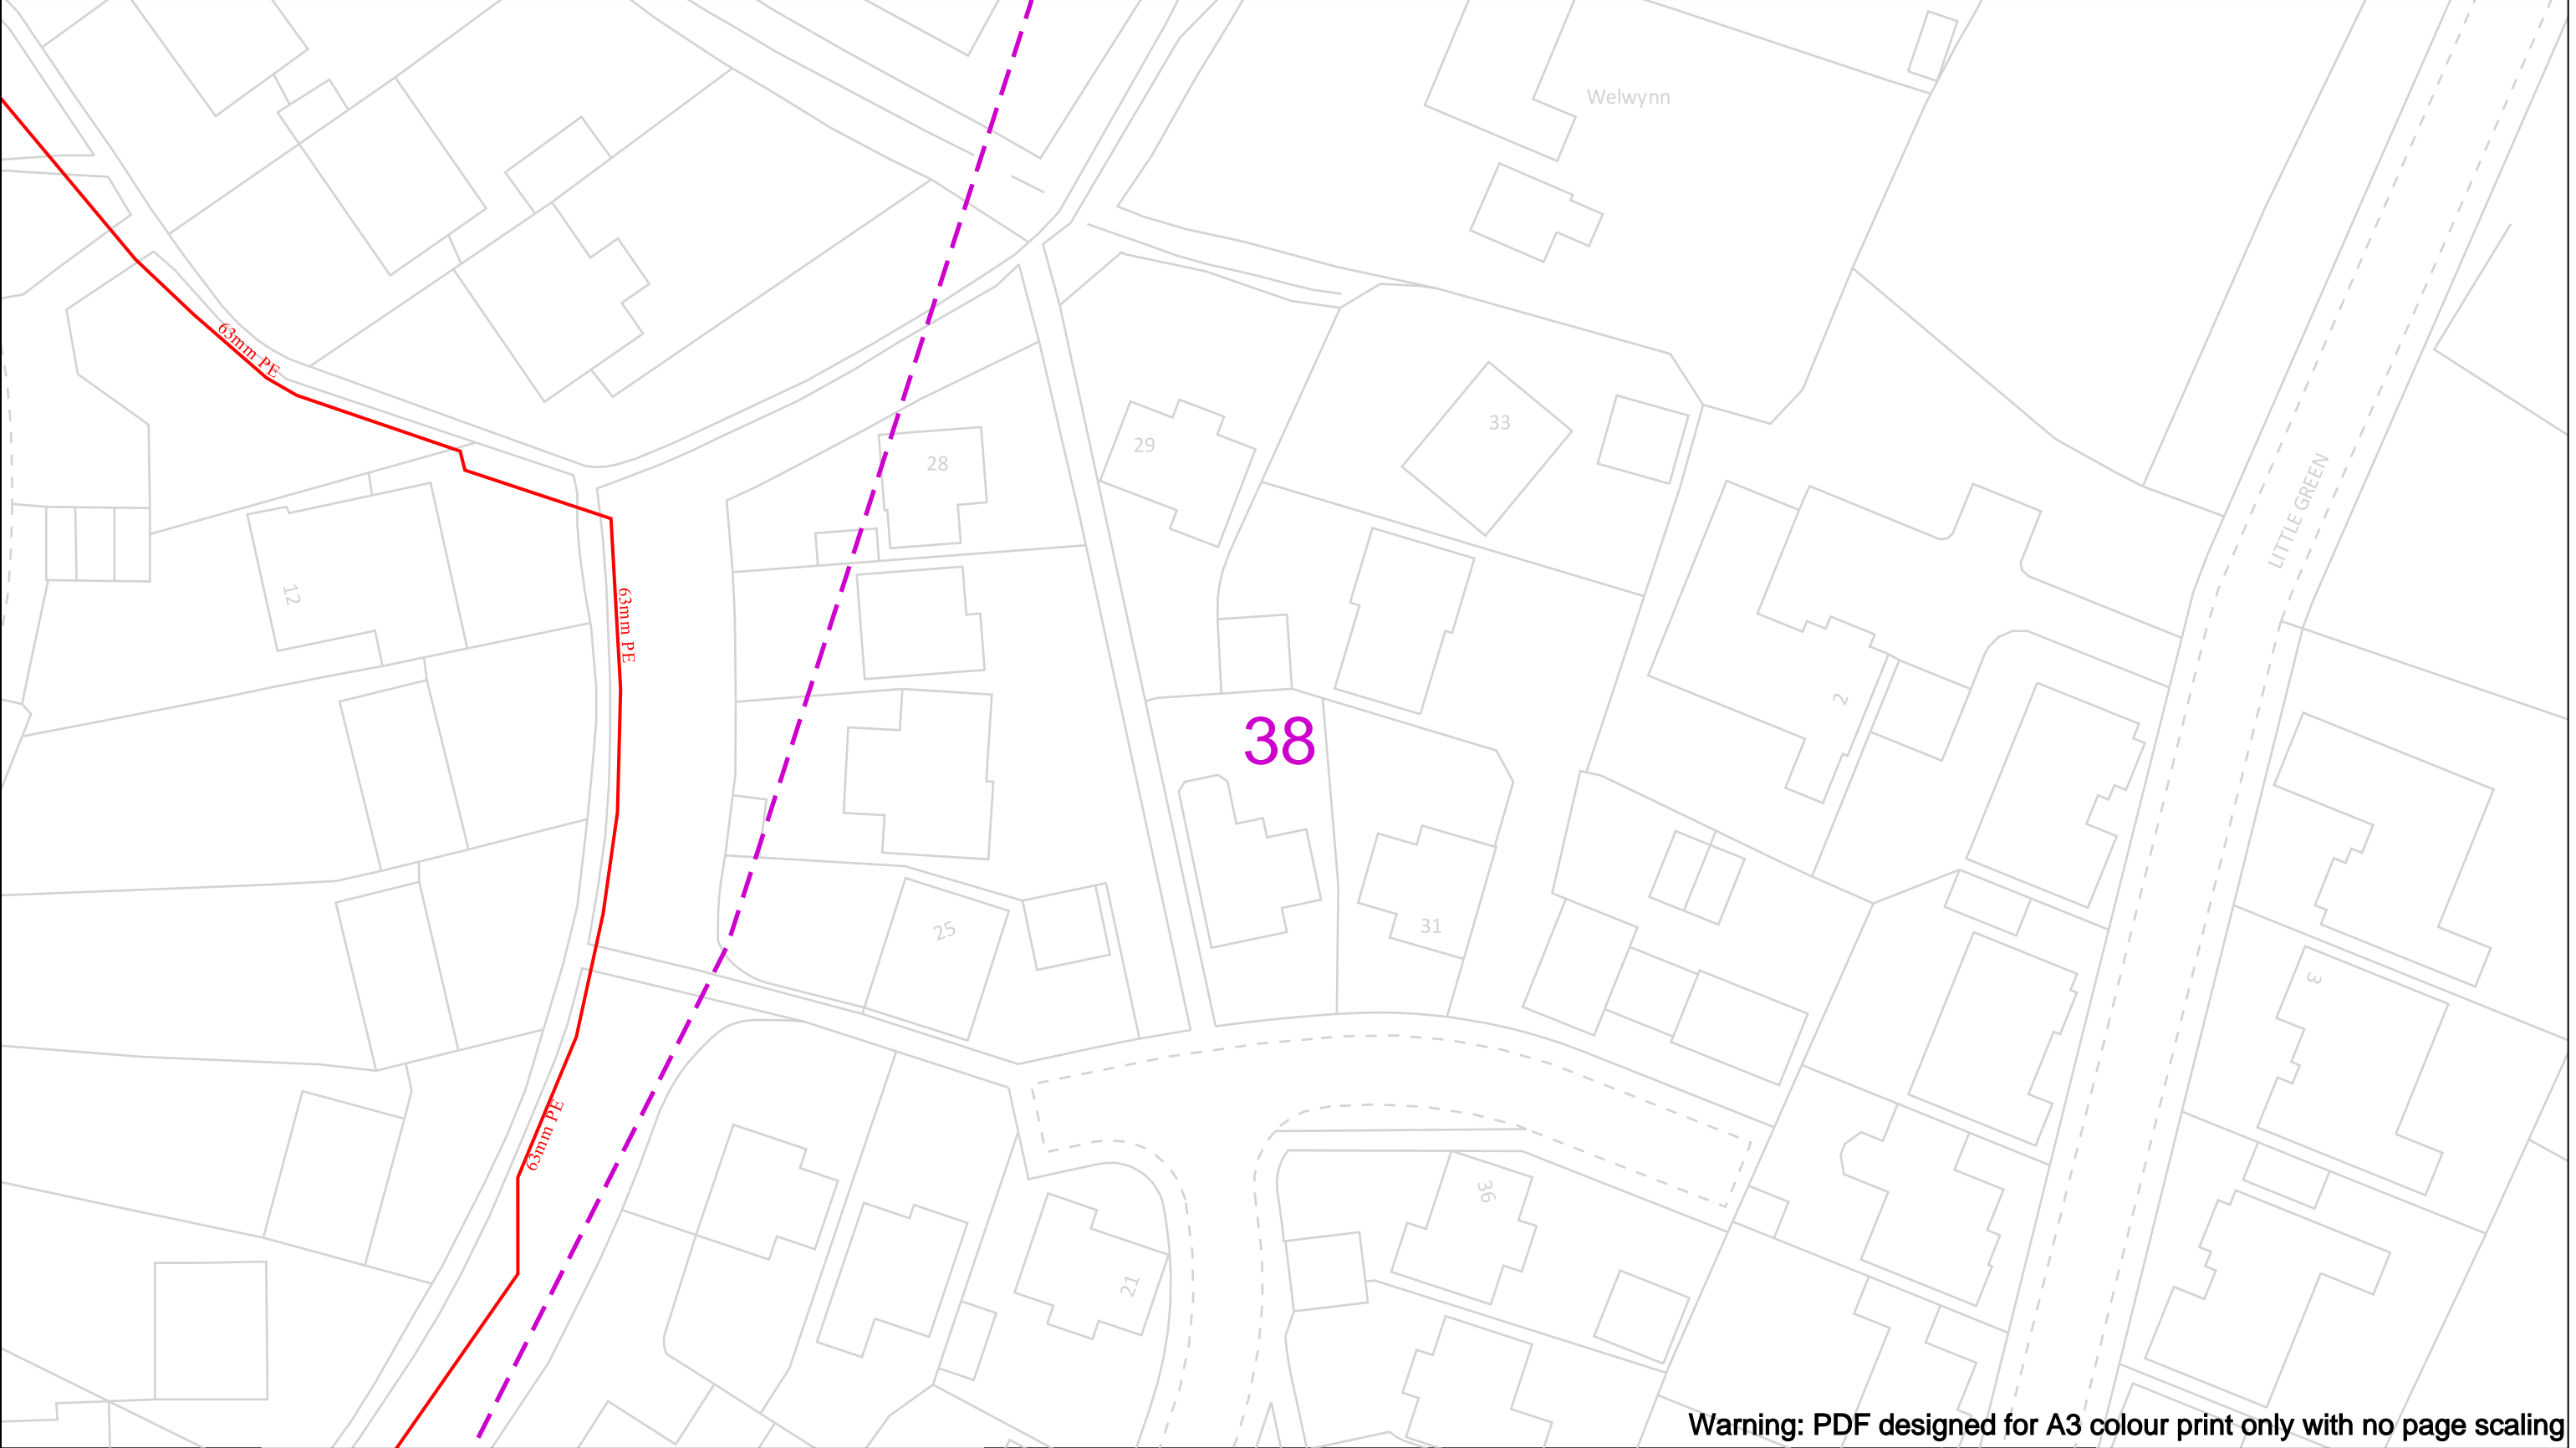 Welwynn
63mm PE
28
29
33
LITTLE GREEN
12
63mm PE
2
38
25
31
3
63mm PE
36
21
Warning: PDF designed for A3 colour print only with no page scaling